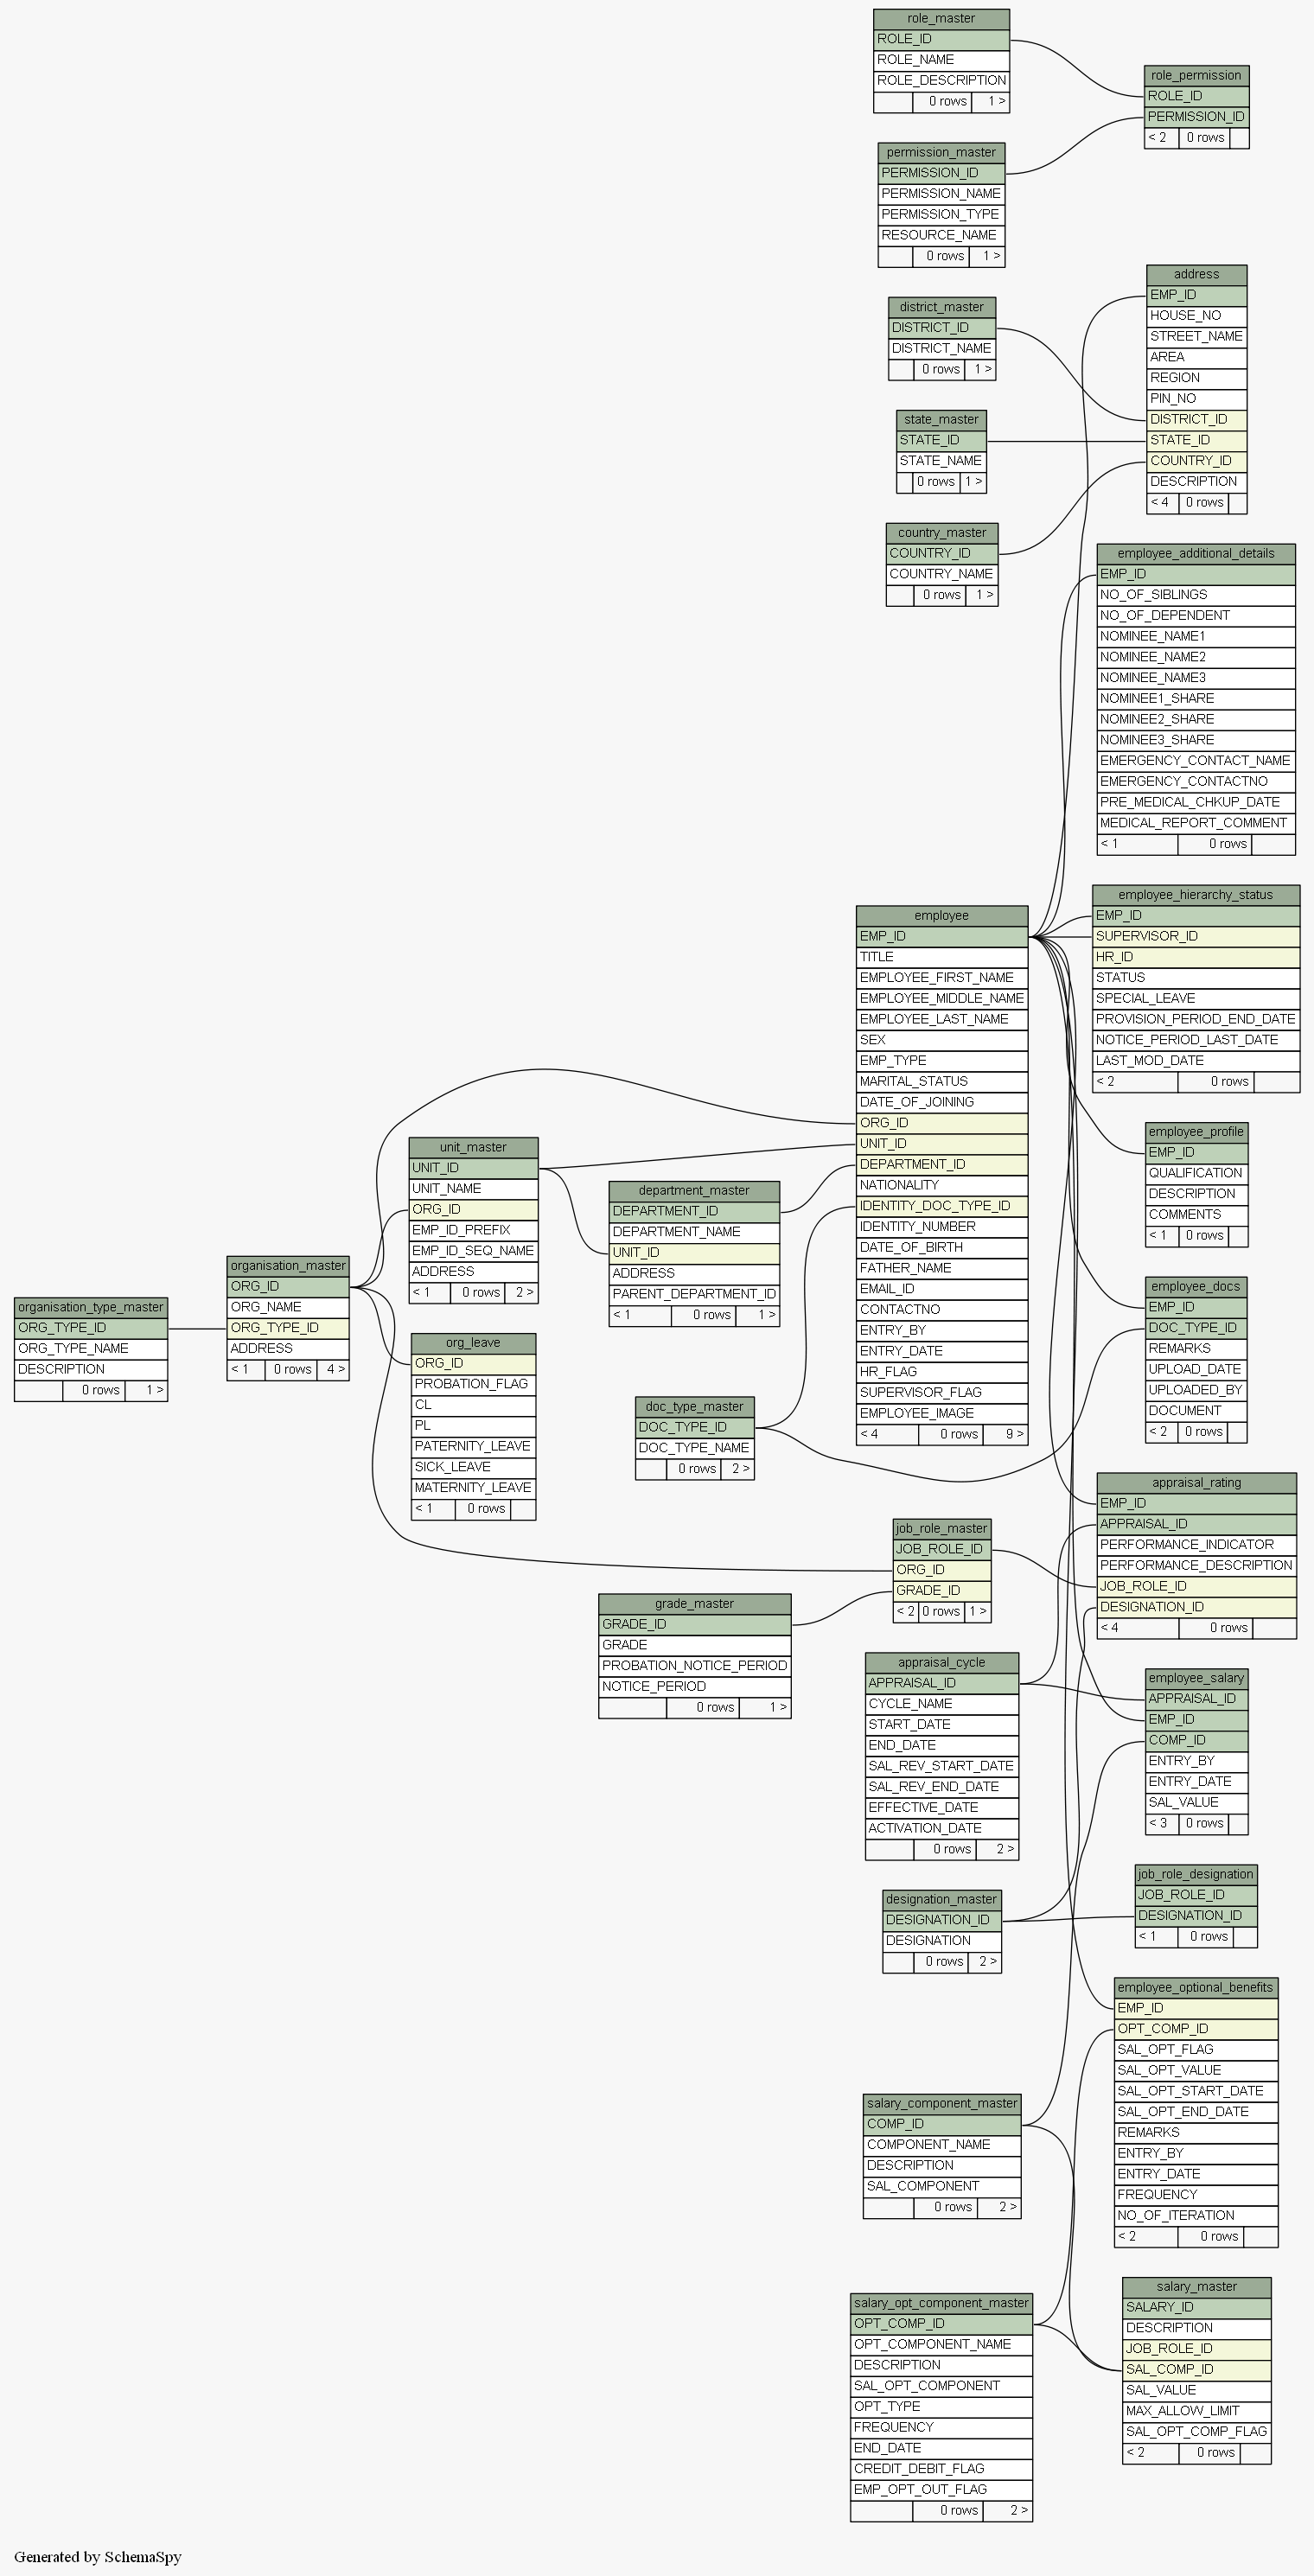 role_master
ROLE_ID
ROLE_NAME
ROLE_DESCRIPTION
0 rows 1 >
role_permission
ROLE_ID
PERMISSION_ID
< 2 0 rows
permission_master
PERMISSION_ID
PERMISSION_NAME
PERMISSION_TYPE
RESOURCE_NAME
0 rows 1 >
address
EMP_ID
HOUSE_NO
STREET_NAME
AREA
REGION
PIN_NO
DISTRICT_ID
STATE_ID
COUNTRY_ID
DESCRIPTION
< 4 0 rows
district_master
DISTRICT_ID
DISTRICT_NAME
0 rows 1 >
state_master
STATE_ID
STATE_NAME
0 rows 1 >
country_master
COUNTRY_ID
COUNTRY_NAME
0 rows 1 >
employee_additional_details
EMP_ID
NO_OF_SIBLINGS
NO_OF_DEPENDENT
NOMINEE_NAME1
NOMINEE_NAME2
NOMINEE_NAME3
NOMINEE1_SHARE
NOMINEE2_SHARE
NOMINEE3_SHARE
EMERGENCY_CONTACT_NAME
EMERGENCY_CONTACTNO
PRE_MEDICAL_CHKUP_DATE
MEDICAL_REPORT_COMMENT
< 1 0 rows
employee_hierarchy_status
EMP_ID
SUPERVISOR_ID
HR_ID
STATUS
SPECIAL_LEAVE
PROVISION_PERIOD_END_DATE
NOTICE_PERIOD_LAST_DATE
LAST_MOD_DATE
< 2 0 rows
employee
EMP_ID
TITLE
EMPLOYEE_FIRST_NAME
EMPLOYEE_MIDDLE_NAME
EMPLOYEE_LAST_NAME
SEX
EMP_TYPE
MARITAL_STATUS
DATE_OF_JOINING
ORG_ID
UNIT_ID
DEPARTMENT_ID
NATIONALITY
IDENTITY_DOC_TYPE_ID
IDENTITY_NUMBER
DATE_OF_BIRTH
FATHER_NAME
EMAIL_ID
CONTACTNO
ENTRY_BY
ENTRY_DATE
HR_FLAG
SUPERVISOR_FLAG
EMPLOYEE_IMAGE
< 4 0 rows 9 >
employee_profile
EMP_ID
QUALIFICATION
DESCRIPTION
COMMENTS
< 1 0 rows
unit_master
UNIT_ID
UNIT_NAME
ORG_ID
EMP_ID_PREFIX
EMP_ID_SEQ_NAME
ADDRESS
< 1 0 rows 2 >
department_master
DEPARTMENT_ID
DEPARTMENT_NAME
UNIT_ID
ADDRESS
PARENT_DEPARTMENT_ID
< 1 0 rows 1 >
organisation_master
ORG_ID
ORG_NAME
ORG_TYPE_ID
ADDRESS
< 1 0 rows 4 >
organisation_type_master
ORG_TYPE_ID
ORG_TYPE_NAME
DESCRIPTION
0 rows 1 >
employee_docs
EMP_ID
DOC_TYPE_ID
REMARKS
UPLOAD_DATE
UPLOADED_BY
DOCUMENT
< 2 0 rows
org_leave
ORG_ID
PROBATION_FLAG
CL
PL
PATERNITY_LEAVE
SICK_LEAVE
MATERNITY_LEAVE
< 1 0 rows
doc_type_master
DOC_TYPE_ID
DOC_TYPE_NAME
0 rows 2 >
appraisal_rating
EMP_ID
APPRAISAL_ID
PERFORMANCE_INDICATOR
PERFORMANCE_DESCRIPTION
JOB_ROLE_ID
DESIGNATION_ID
< 4 0 rows
job_role_master
JOB_ROLE_ID
ORG_ID
GRADE_ID
< 2 0 rows 1 >
grade_master
GRADE_ID
GRADE
PROBATION_NOTICE_PERIOD
NOTICE_PERIOD
0 rows 1 >
appraisal_cycle
APPRAISAL_ID
CYCLE_NAME
START_DATE
END_DATE
SAL_REV_START_DATE
SAL_REV_END_DATE
EFFECTIVE_DATE
ACTIVATION_DATE
0 rows 2 >
employee_salary
APPRAISAL_ID
EMP_ID
COMP_ID
ENTRY_BY
ENTRY_DATE
SAL_VALUE
< 3 0 rows
job_role_designation
JOB_ROLE_ID
DESIGNATION_ID
< 1 0 rows
designation_master
DESIGNATION_ID
DESIGNATION
0 rows 2 >
employee_optional_benefits
EMP_ID
OPT_COMP_ID
SAL_OPT_FLAG
SAL_OPT_VALUE
SAL_OPT_START_DATE
SAL_OPT_END_DATE
REMARKS
ENTRY_BY
ENTRY_DATE
FREQUENCY
NO_OF_ITERATION
< 2 0 rows
salary_component_master
COMP_ID
COMPONENT_NAME
DESCRIPTION
SAL_COMPONENT
0 rows 2 >
salary_master
SALARY_ID
DESCRIPTION
JOB_ROLE_ID
SAL_COMP_ID
SAL_VALUE
MAX_ALLOW_LIMIT
SAL_OPT_COMP_FLAG
< 2 0 rows
salary_opt_component_master
OPT_COMP_ID
OPT_COMPONENT_NAME
DESCRIPTION
SAL_OPT_COMPONENT
OPT_TYPE
FREQUENCY
END_DATE
CREDIT_DEBIT_FLAG
EMP_OPT_OUT_FLAG
0 rows 2 >
Generated by SchemaSpy